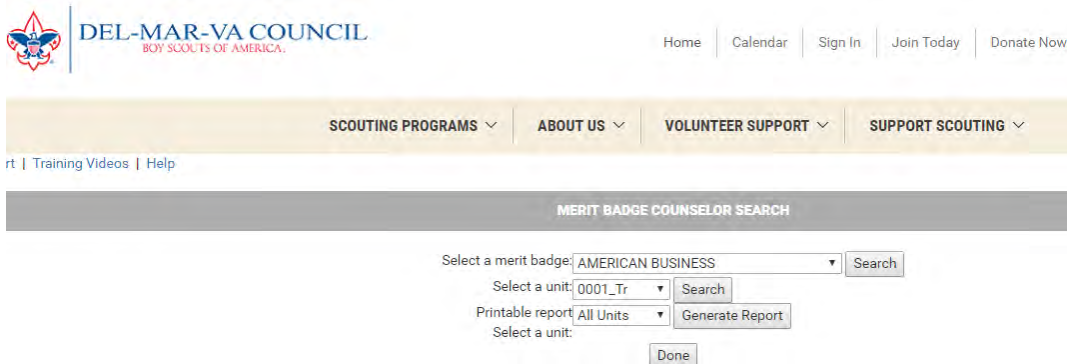 DEL-MAR-VA COUNCIL
BOY SCOUTS OF AMERICA.
Home Calendar Sign In Join Today Donate Now
SCOUTING PROGRAMS ABOUT US VOLUNTEER SUPPORT SUPPORT SCOUTING
rt | Training Videos | Help
MERIT BADGE COUNSELOR SEARCH
Select a merit badge: AMERICAN BUSINESS Search
Select a unit: 0001_Tr Search
Printable report All Units Generate Report
Select a unit:
Done